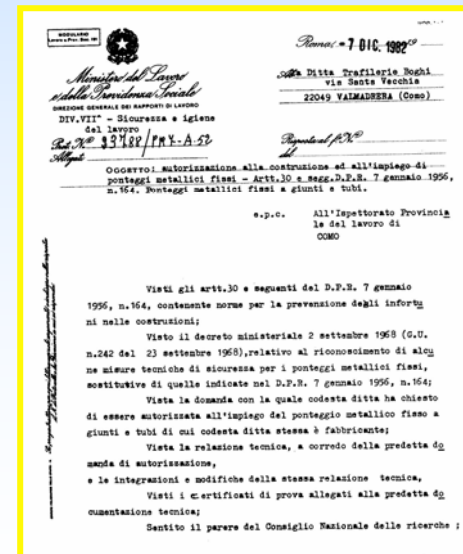 MODULARIO
Roma, - 7 DIC. 1982 19
Ministero del Lavoro
e della Previdenza Sociale
DIREZIONE GENERALE DEI RAPPORTI DI LAVORO
DIV.VII^ - Sicurezza e igiene
del lavoro
Prot. N.º 23788/PM7-A-52
Allegati
Alla Ditta Trafilerie Boghi
via Santa Vecchia
22049 VALMADRERA (Como)
Risposta al f. N.º
del
OGGETTO: autorizzazione alla costruzione ed all'impiego di
ponteggi metallici fissi - Artt.30 e segg.D.P.R. 7 gennaio 1956,
n.164. Ponteggi metallici fissi a giunti e tubi.
e.p.c. All'Ispettorato Provincia
le del lavoro di
COMO
Visti gli artt.30 e seguenti del D.P.R. 7 gennaio
1956, n.164, contenente norme per la prevenzione degli infortu
ni nelle costruzioni;
Visto il decreto ministeriale 2 settembre 1968 (G.U.
n.242 del 23 settembre 1968),relativo al riconoscimento di alcu
ne misure tecniche di sicurezza per i ponteggi metallici fissi,
sostitutive di quelle indicate nel D.P.R. 7 gennaio 1956, n.164;
Vista la domanda con la quale codesta ditta ha chiesto
di essere autorizzata all'impiego del ponteggio metallico fisso a
giunti e tubi di cui codesta ditta stessa è fabbricante;
Vista la relazione tecnica, a corredo della predetta do
manda di autorizzazione,
e le integrazioni e modifiche della stessa relazione tecnica,
Visti i certificati di prova allegati alla predetta do
cumentazione tecnica;
Sentito il parere del Consiglio Nazionale delle ricerche ;